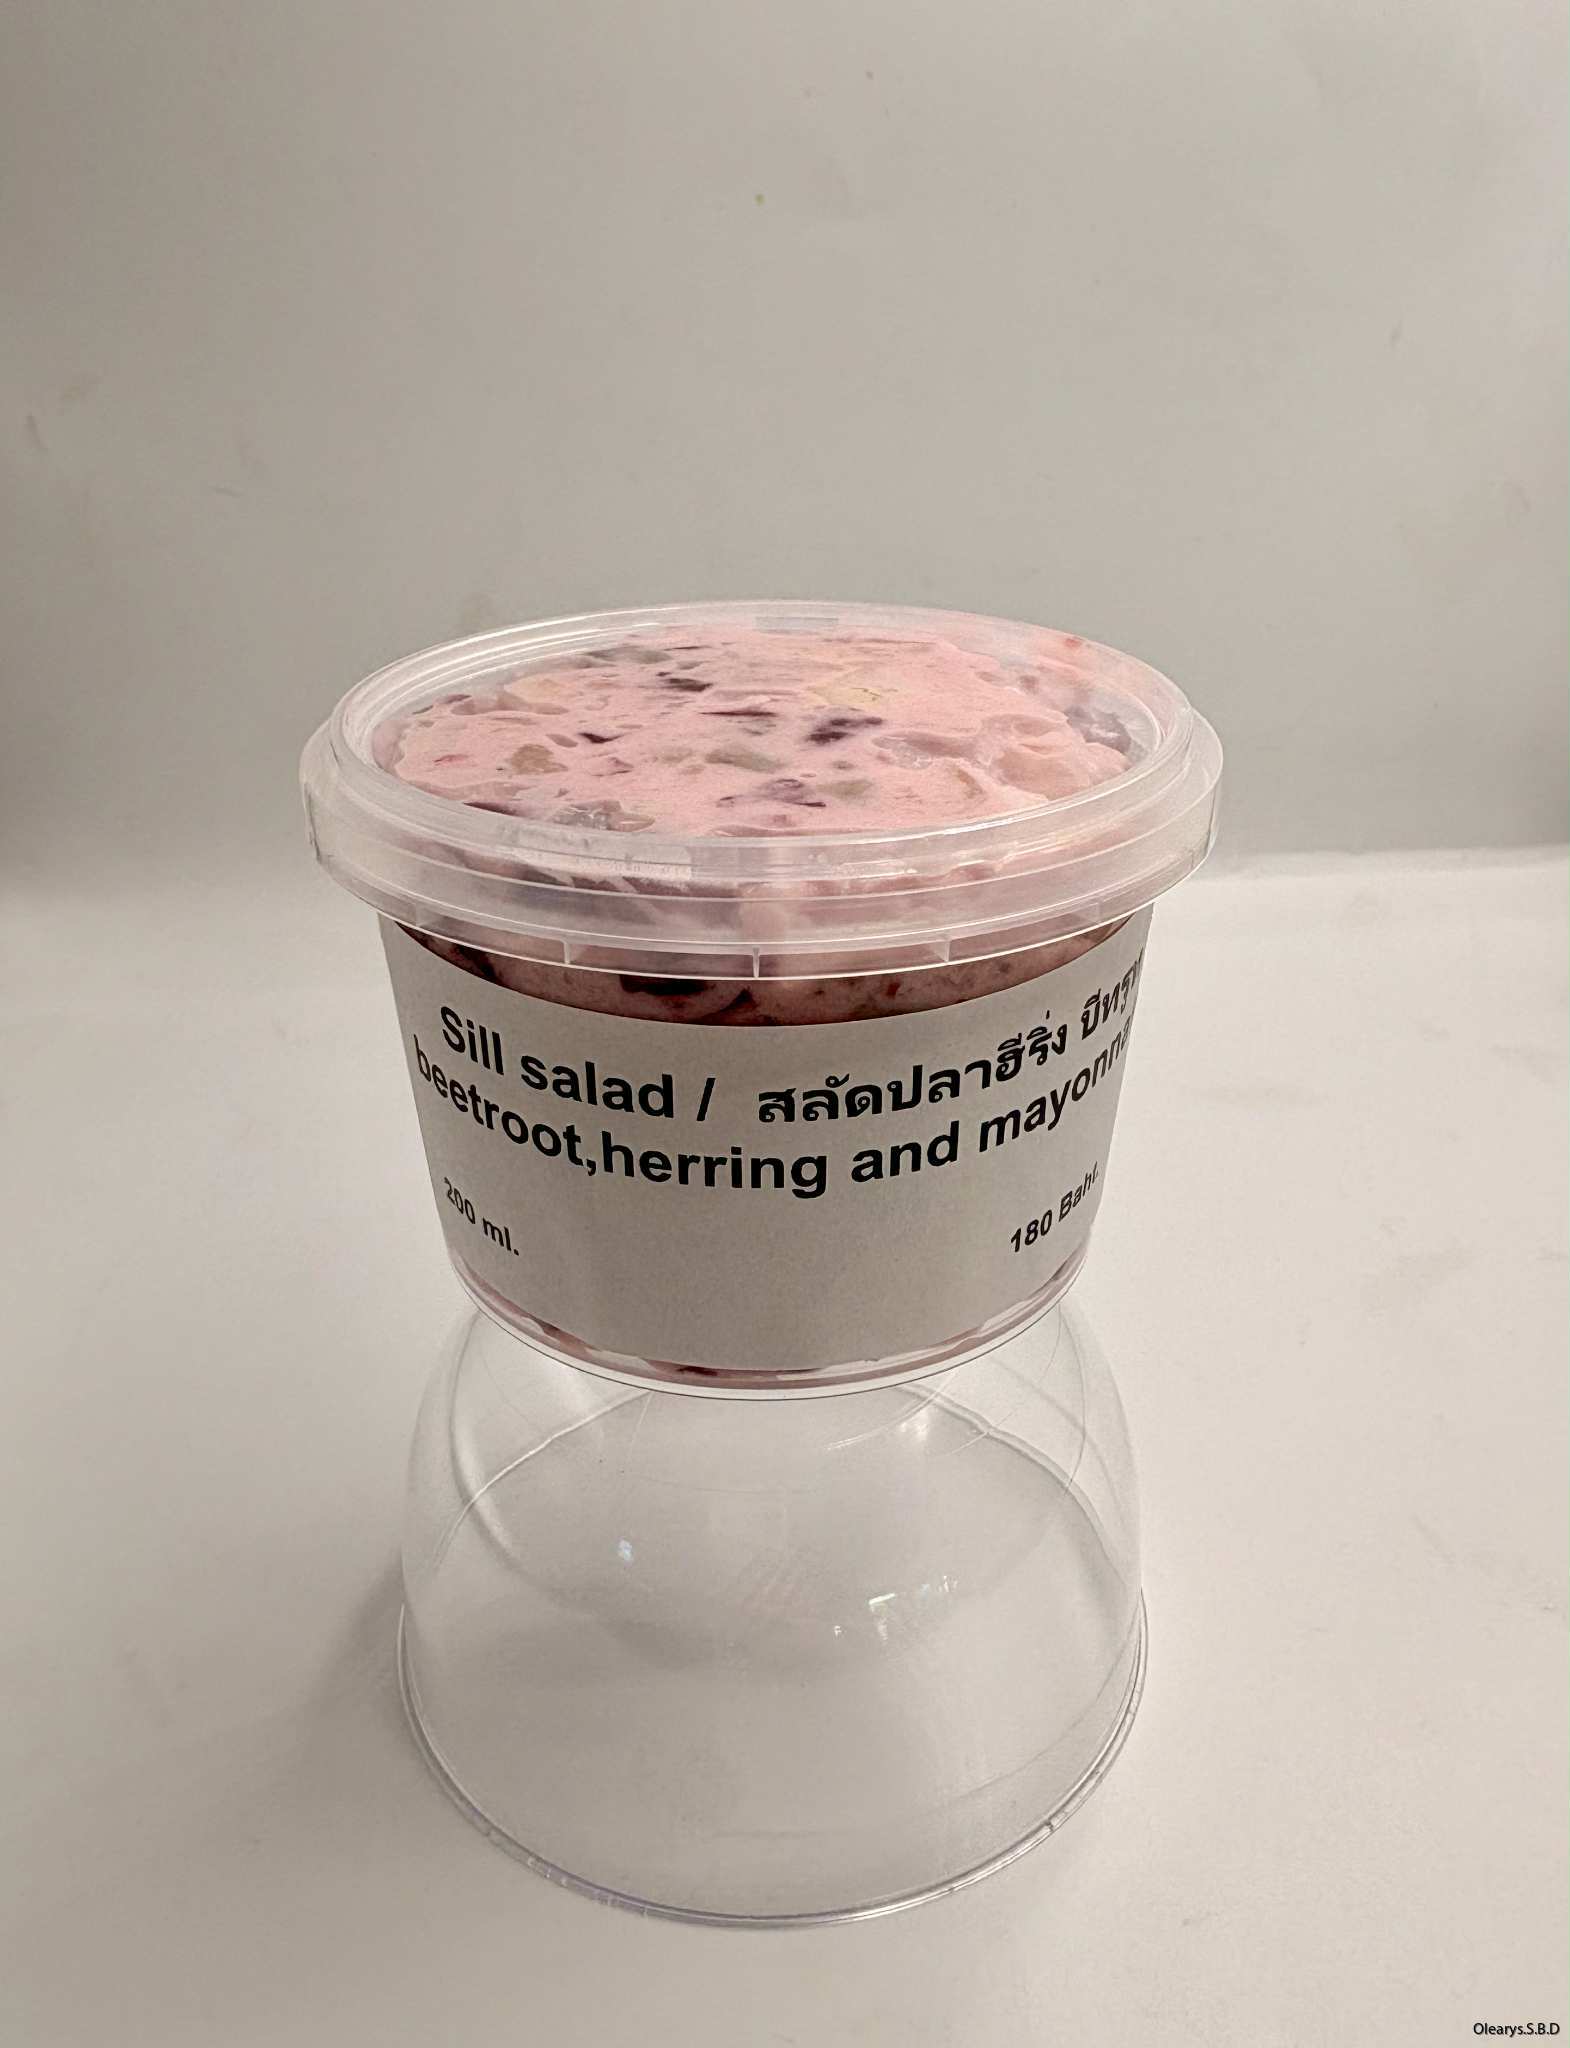 Sill salad / สลัดปลาฮีริ่ง
beetroot,herring and
200 ml.
180 Baht.
Olearys.S.B.D